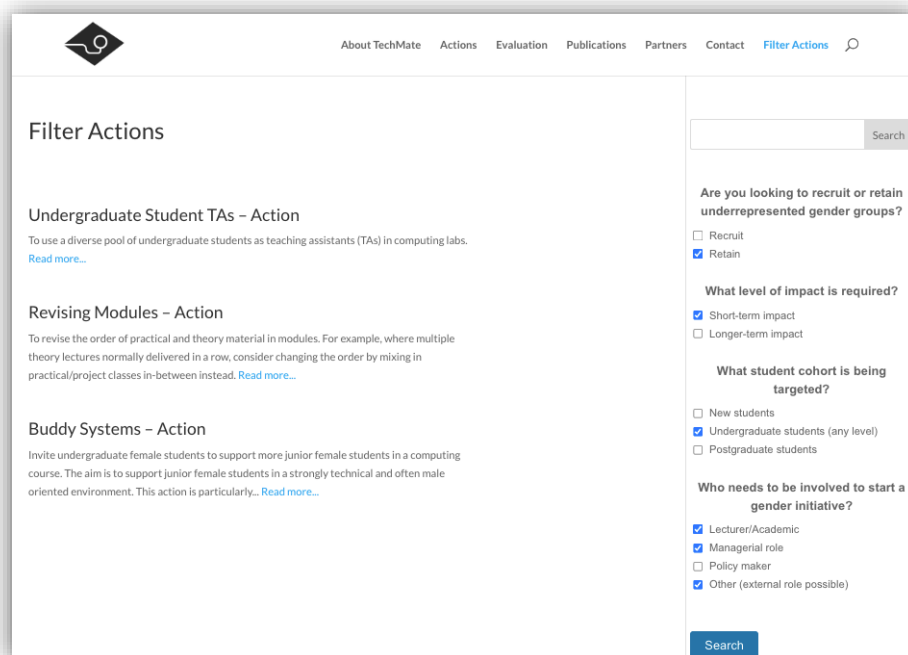 About TechMate Actions Evaluation Publications Partners Contact Filter Actions
Filter Actions
Undergraduate Student TAs – Action
To use a diverse pool of undergraduate students as teaching assistants (TAs) in computing labs.
Read more...
Revising Modules – Action
To revise the order of practical and theory material in modules. For example, where multiple
theory lectures normally delivered in a row, consider changing the order by mixing in
practical/project classes in-between instead. Read more...
Buddy Systems – Action
Invite undergraduate female students to support more junior female students in a computing
course. The aim is to support junior female students in a strongly technical and often male
oriented environment. This action is particularly... Read more...
Search
Are you looking to recruit or retain
underrepresented gender groups?
Recruit
Retain
What level of impact is required?
Short-term impact
Longer-term impact
What student cohort is being
targeted?
New students
Undergraduate students (any level)
Postgraduate students
Who needs to be involved to start a
gender initiative?
Lecturer/Academic
Managerial role
Policy maker
Other (external role possible)
Search